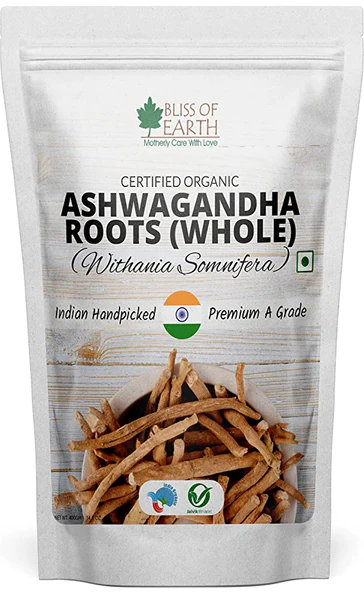 BLISS OF
EARTH
Motherly Care With Love
CERTIFIED ORGANIC
ASHWAGANDHA
ROOTS (WHOLE)
(Withania Somnifera)
Indian Handpicked Premium A Grade